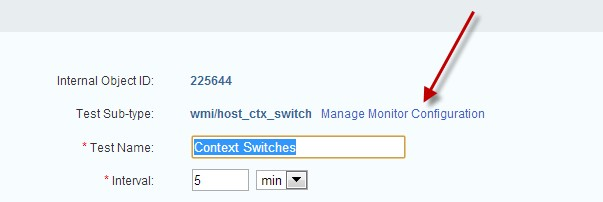 Internal Object ID: 225644
Test Sub-type: wmi/host_ctx_switch Manage Monitor Configuration
* Test Name: Context Switches
* Interval: 5 min